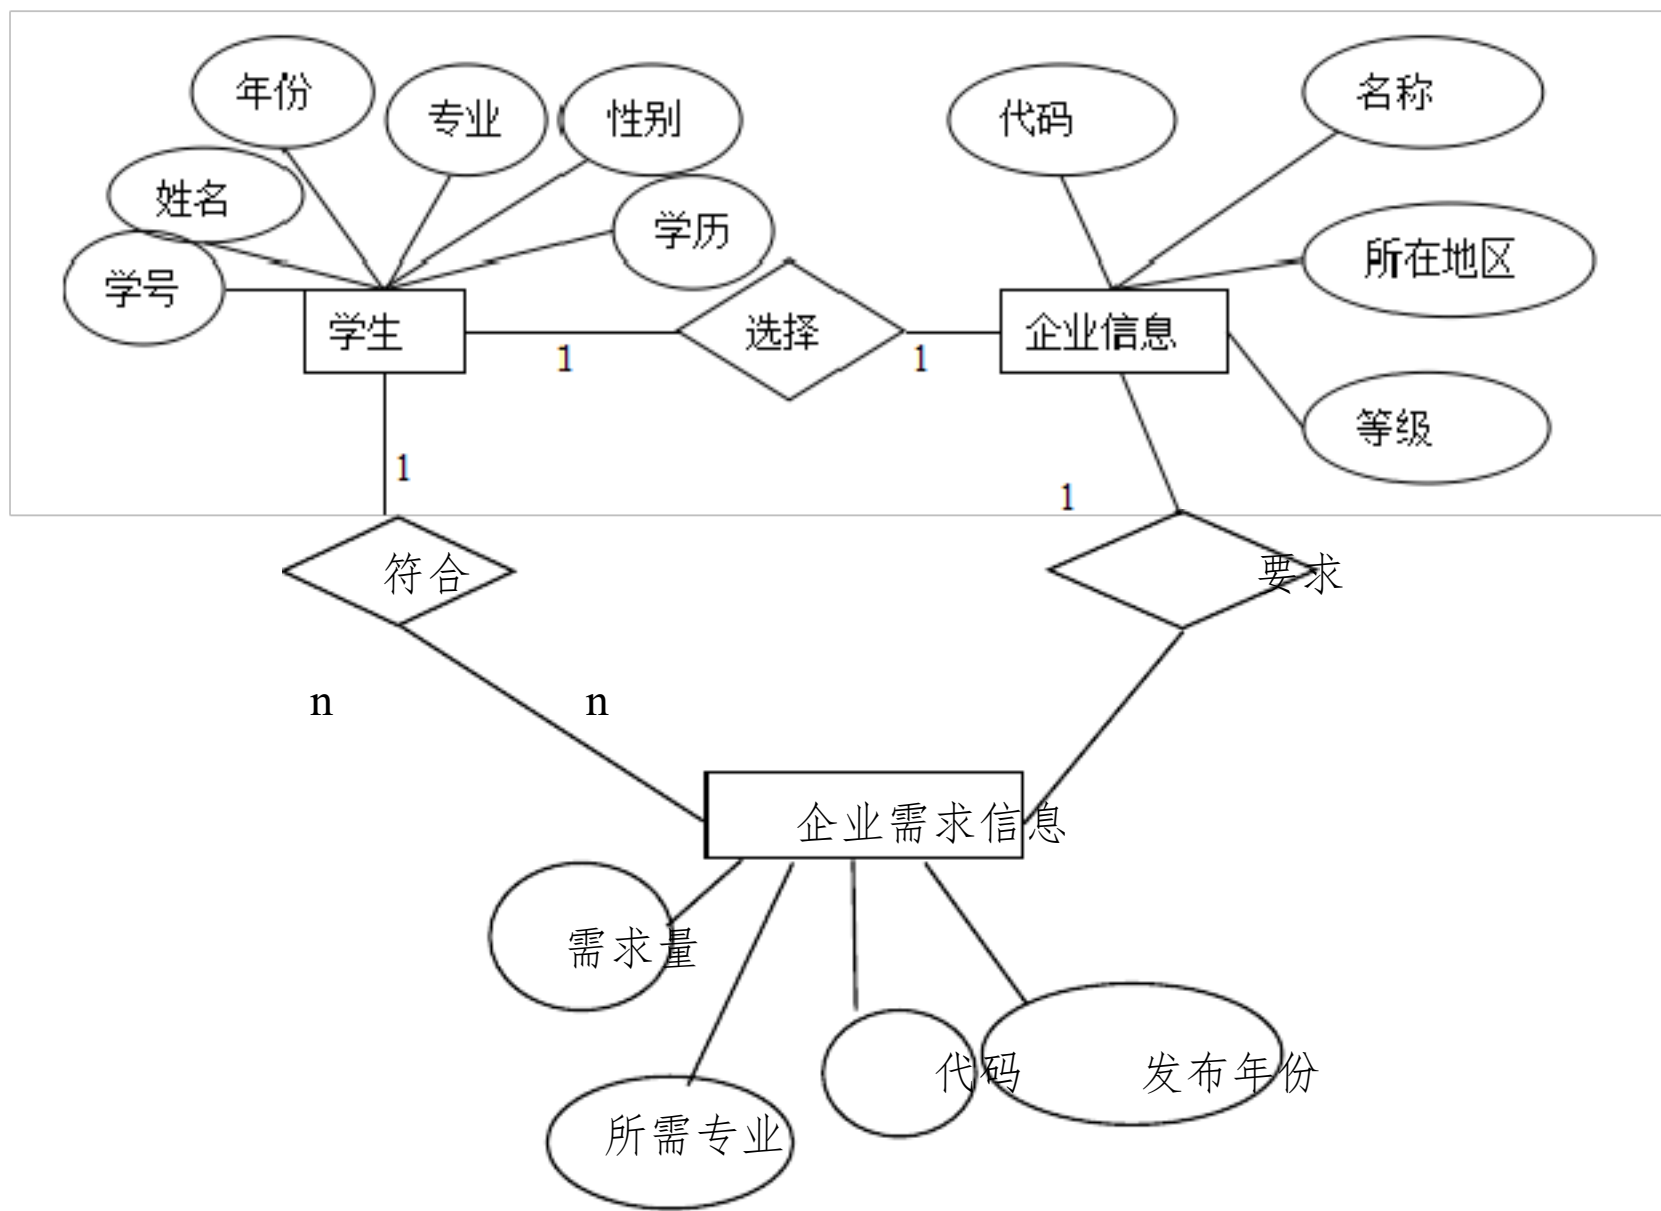 年份
专业
性别
代码
名称
姓名
学历
学号
所在地区
学生
选择
企业信息
1
1
等级
1
1
符合
要求
n
n
企业需求信息
需求量
代码
发布年份
所需专业